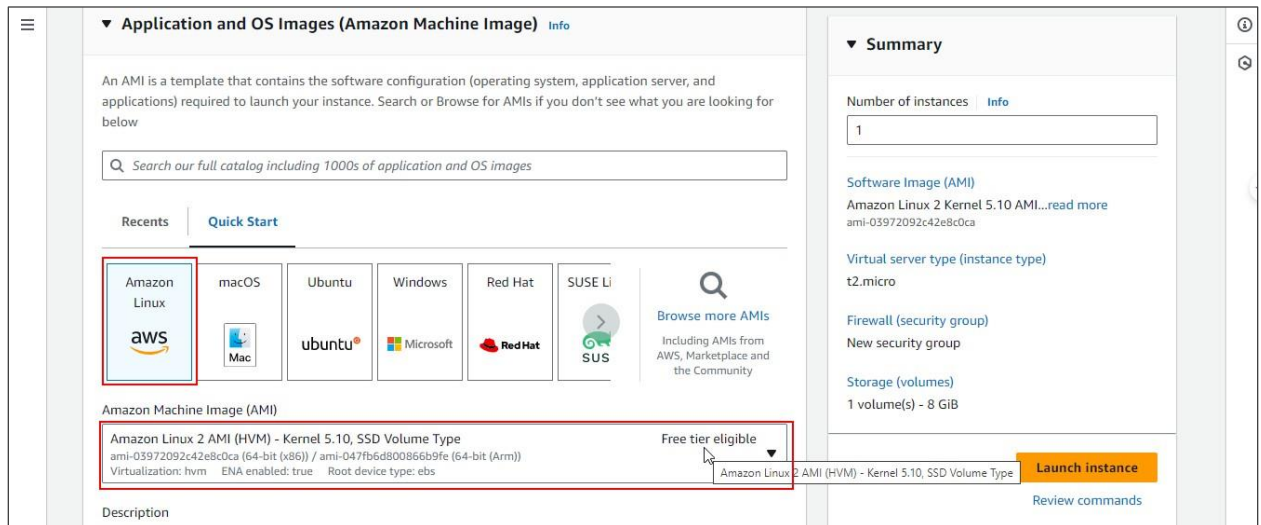 Application and OS Images (Amazon Machine Image) Info
An AMI is a template that contains the software configuration (operating system, application server, and
applications) required to launch your instance. Search or Browse for AMIs if you don't see what you are looking for
below
Search our full catalog including 1000s of application and OS images
Recents
Quick Start
Amazon
Linux
aws
macOS
Mac
Ubuntu
ubuntu
Windows
Microsoft
Red Hat
Red Hat
SUSE Li
SUS
Browse more AMIs
Including AMIs from
AWS, Marketplace and
the Community
Amazon Machine Image (AMI)
Amazon Linux 2 AMI (HVM) - Kernel 5.10, SSD Volume Type
Free tier eligible
ami-03972092c42e8c0ca (64-bit (x86)) / ami-047fb6d800866b9fe (64-bit (Arm))
Virtualization: hvm ENA enabled: true Root device type: ebs
Amazon Linux 2 AMI (HVM) - Kernel 5.10, SSD Volume Type
Description
Summary
Number of instances Info
1
Software Image (AMI)
Amazon Linux 2 Kernel 5.10 AMI...read more
ami-03972092c42e8c0ca
Virtual server type (instance type)
t2.micro
Firewall (security group)
New security group
Storage (volumes)
1 volume(s) - 8 GiB
Launch instance
Review commands